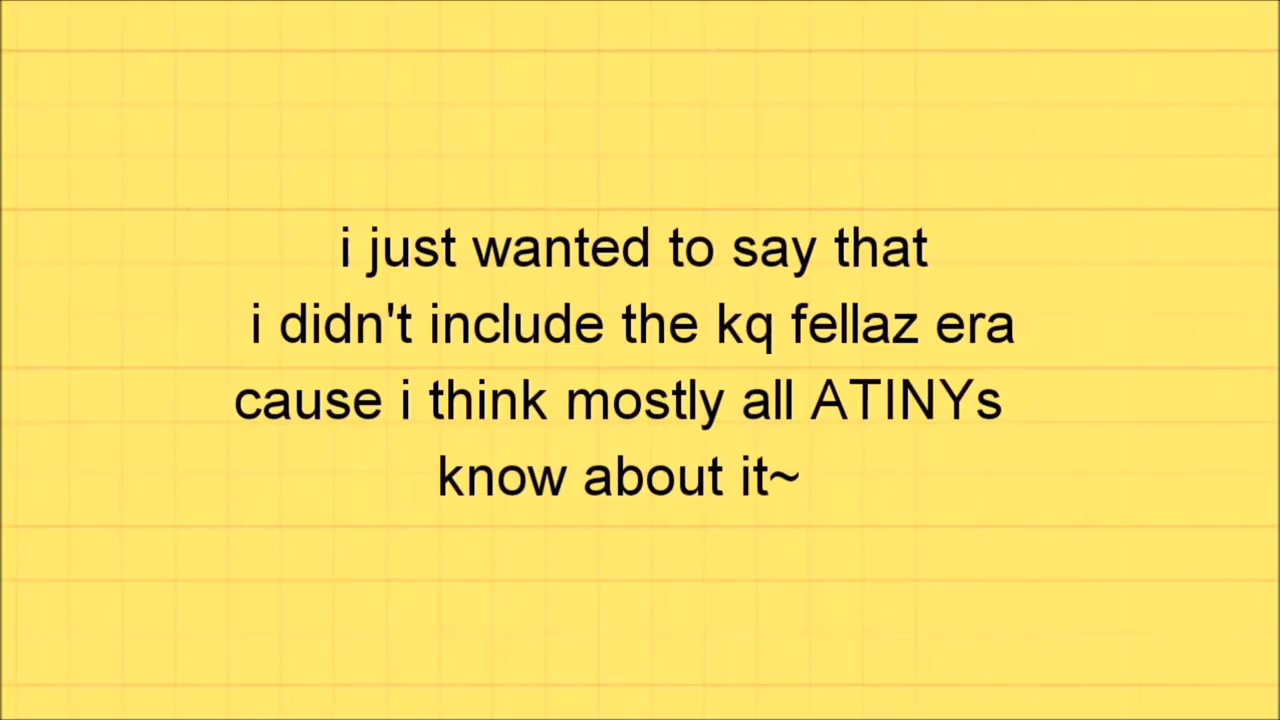 i just wanted to say that
i didn't include the kq fellaz era
cause i think mostly all ATINYs
know about it~